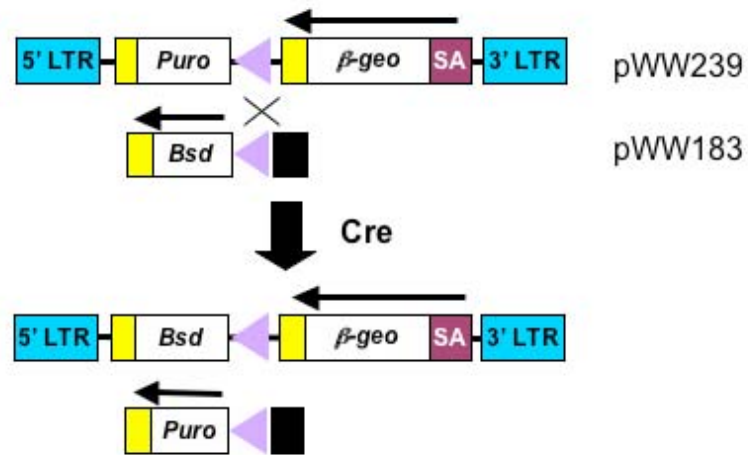 5' LTR Puro β-geo SA 3' LTR pWW239
Bsd pWW183
Cre
5' LTR Bsd β-geo SA 3' LTR
Puro